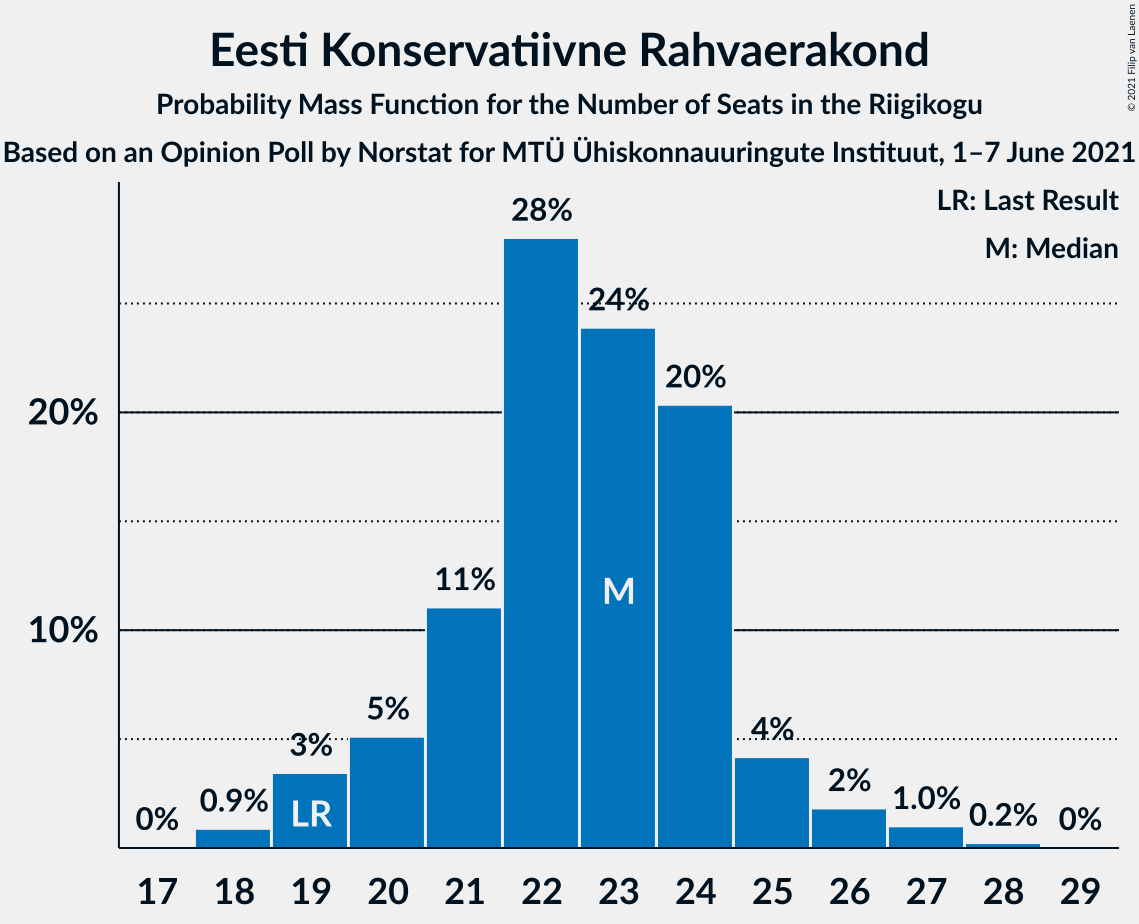 Eesti Konservatiivne Rahvaerakond
Probability Mass Function for the Number of Seats in the Riigikogu
Based on an Opinion Poll by Norstat for MTÜ Ühiskonnauuringute Instituut, 1–7 June 2021
© 2021 Filip van Laenen
LR: Last Result
M: Median
28%
24%
20%
20%
11%
M
10%
5%
3%
4%
2%
0%
0.9%
LR
1.0%
0.2%
0%
17 18 19 20 21 22 23 24 25 26 27 28 29